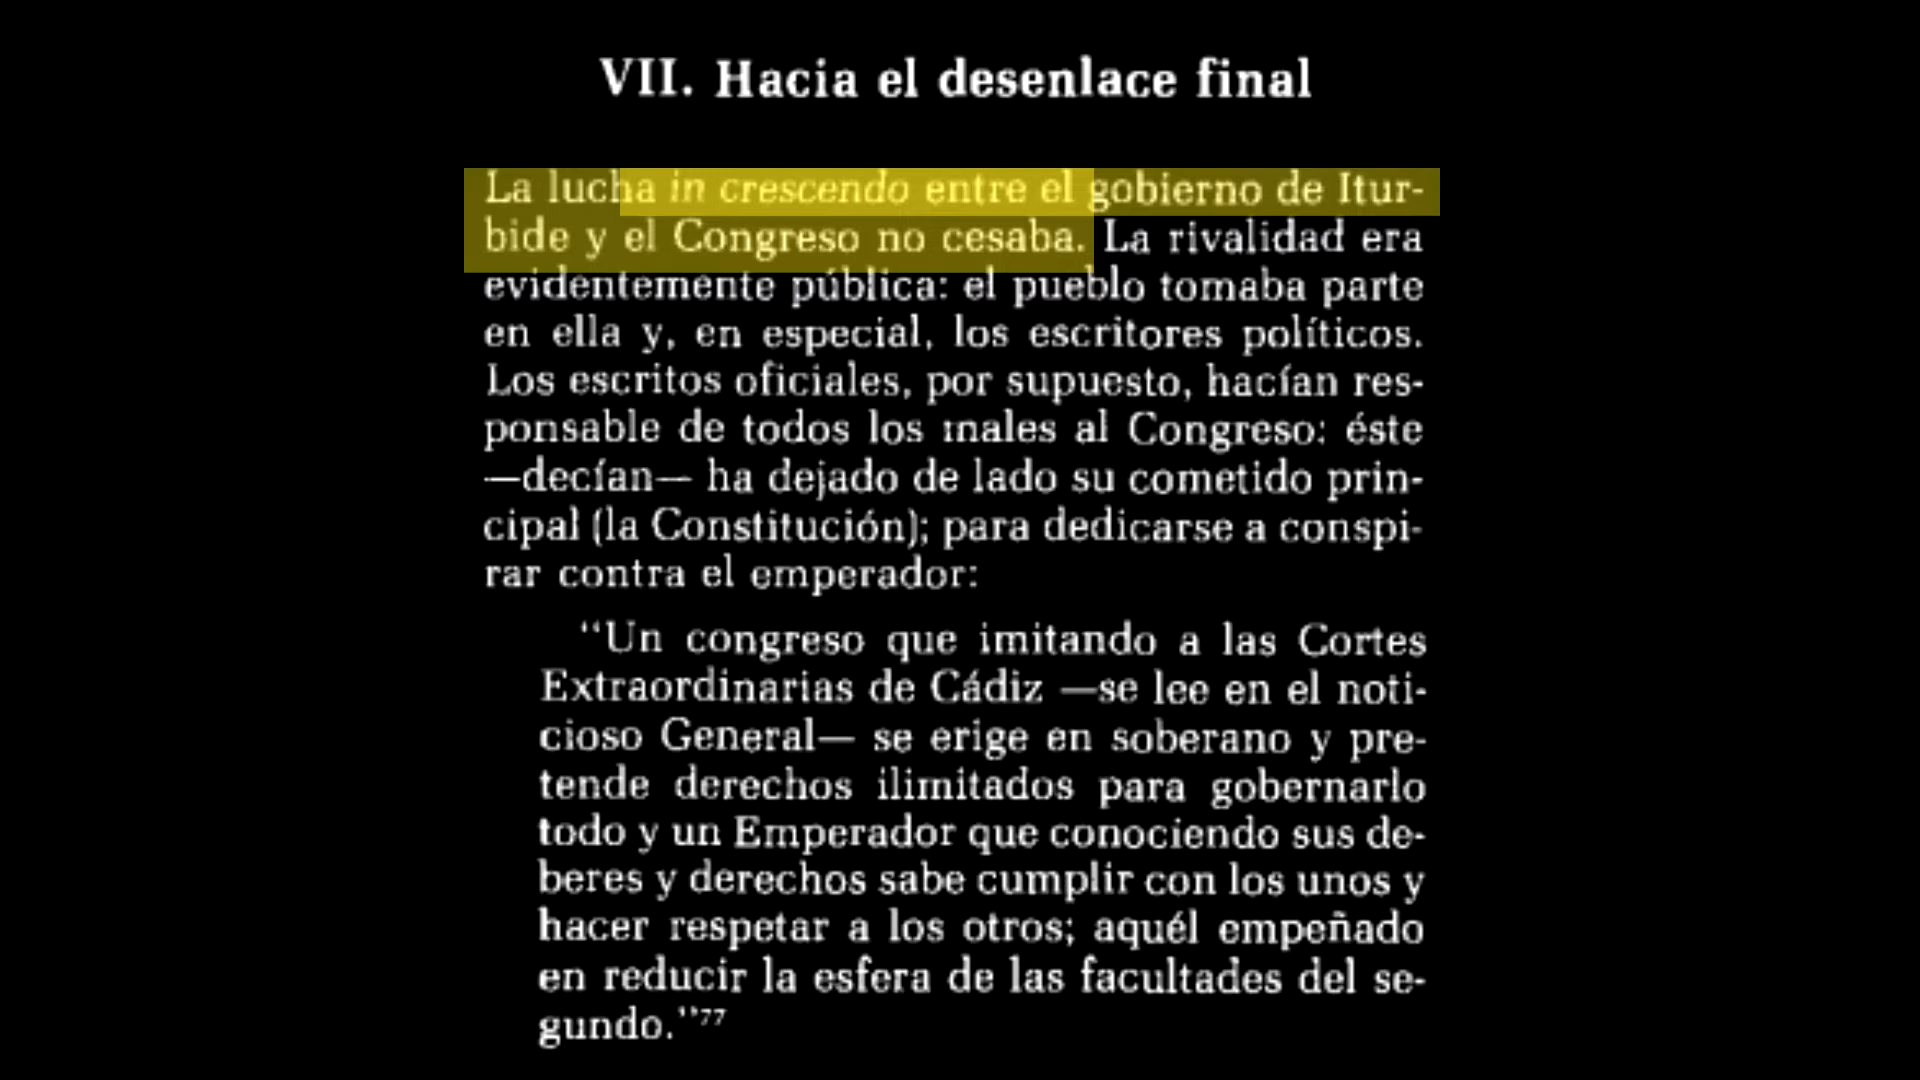 VII. Hacia el desenlace final
La lucha in crescendo entre el gobierno de Itur-
bide y el Congreso no cesaba. La rivalidad era
evidentemente pública: el pueblo tomaba parte
en ella y, en especial, los escritores políticos.
Los escritos oficiales, por supuesto, hacían res-
ponsable de todos los males al Congreso: éste
—decían— ha dejado de lado su cometido prin-
cipal (la Constitución); para dedicarse a conspi-
rar contra el emperador:
"Un congreso que imitando a las Cortes
Extraordinarias de Cádiz —se lee en el noti-
cioso General— se erige en soberano y pre-
tende derechos ilimitados para gobernarlo
todo y un Emperador que conociendo sus de-
beres y derechos sabe cumplir con los unos y
hacer respetar a los otros; aquél empeñado
en reducir la esfera de las facultades del se-
gundo."77